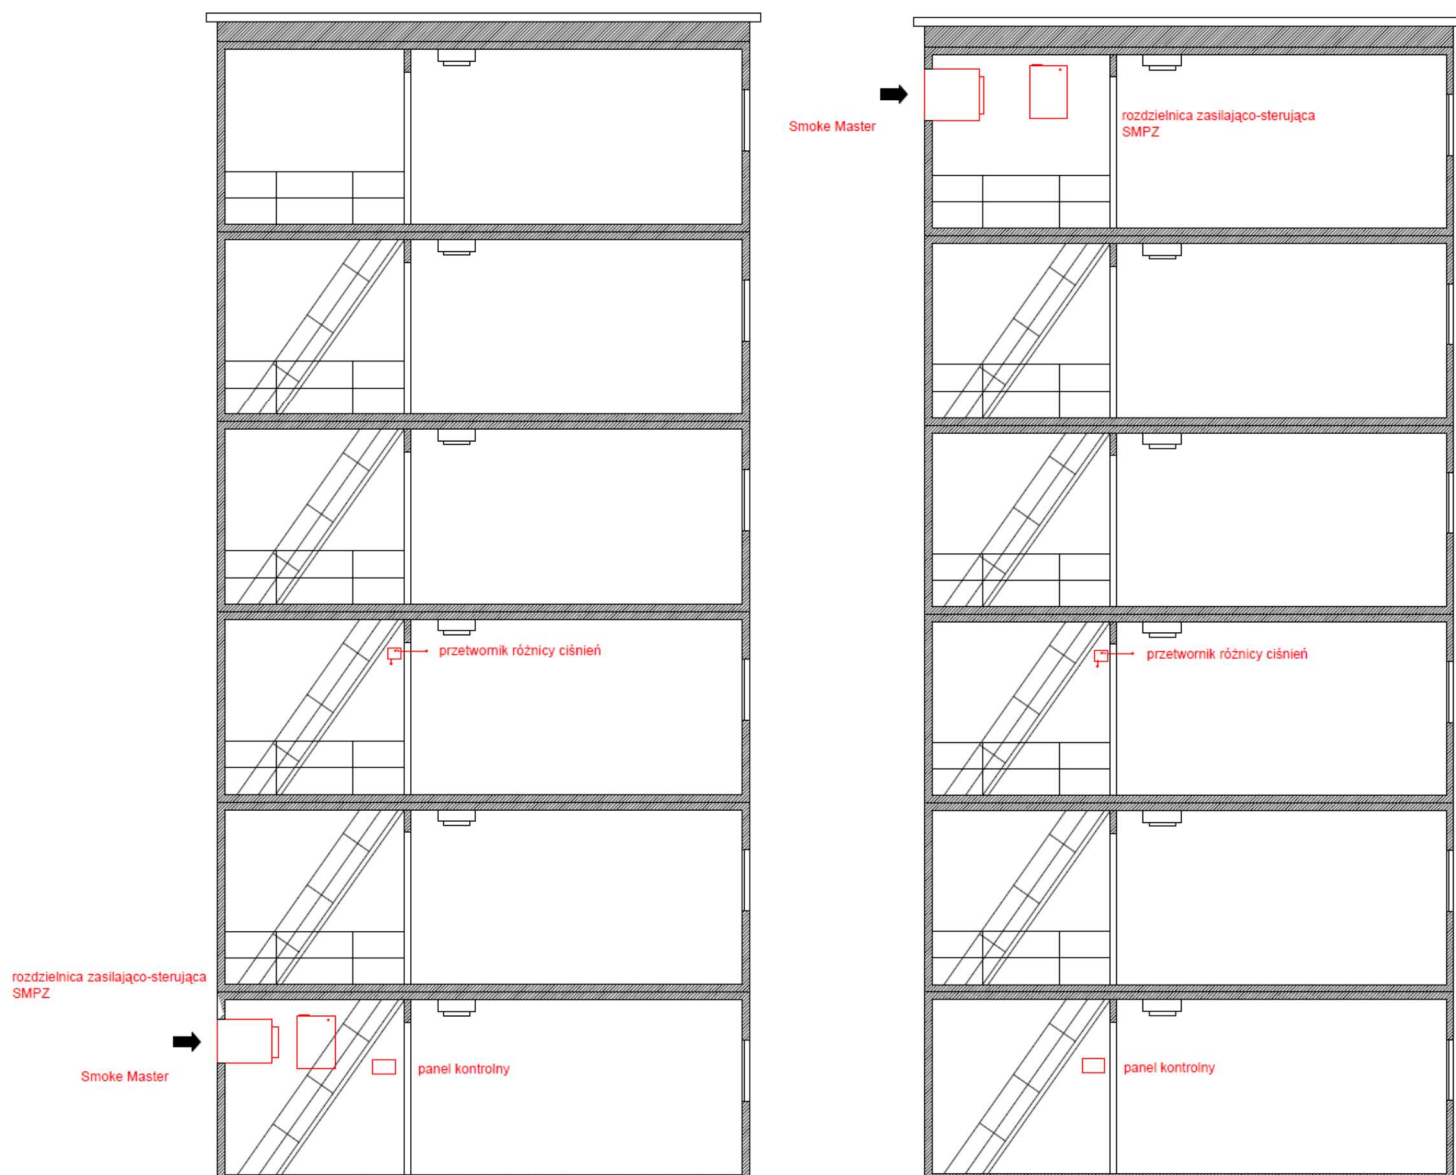 Smoke Master
rozdzielnica zasilająco-sterująca
SMPZ
przetwornik różnicy ciśnień
przetwornik różnicy ciśnień
rozdzielnica zasilająco-sterująca
SMPZ
Smoke Master
panel kontrolny
panel kontrolny